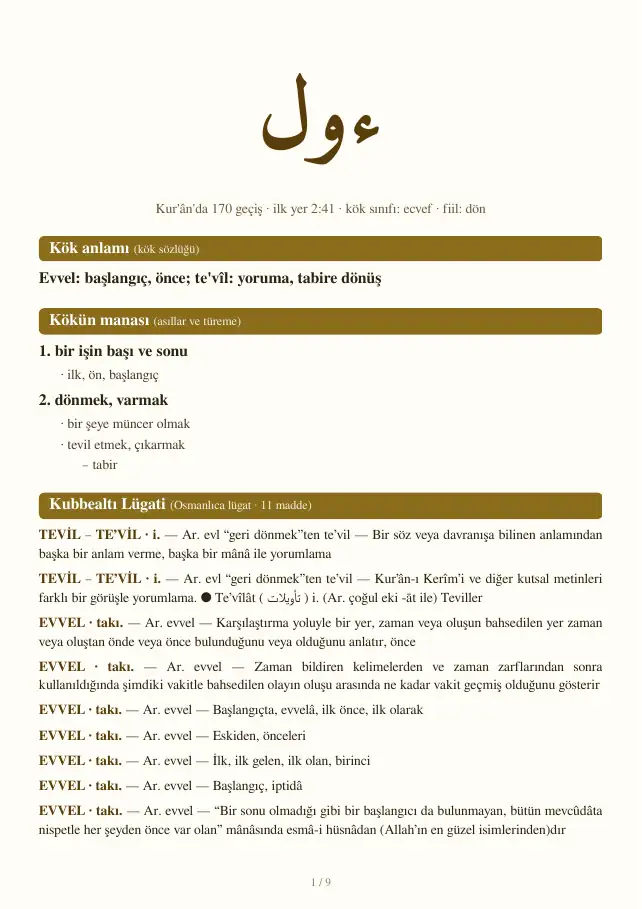 ءول
Kur'ân'da 170 geçiş · ilk yer 2:41 · kök sınıfı: ecvef · fiil: dön
Kök anlamı (kök sözlüğü)
Evvel: başlangıç, önce; te'vîl: yoruma, tabire dönüş
Kökün manası (asıllar ve türeme)
1. bir işin başı ve sonu
· ilk, ön, başlangıç
2. dönmek, varmak
· bir şeye müncer olmak
· tevil etmek, çıkarmak
– tabir
Kubbealtı Lügati (Osmanlıca lügat · 11 madde)
TEVİL – TE’VİL · i. — Ar. evl “geri dönmek”ten te’vil — Bir söz veya davranışa bilinen anlamından
başka bir anlam verme, başka bir mânâ ile yorumlama
TEVİL – TE’VİL · i. — Ar. evl “geri dönmek”ten te’vil — Kur’ân-ı Kerîm’i ve diğer kutsal metinleri
farklı bir görüşle yorumlama. ● Te’vîlât ( تأويلات ) i. (Ar. çoğul eki -āt ile) Teviller
EVVEL · takı. — Ar. evvel — Karşılaştırma yoluyle bir yer, zaman veya oluşun bahsedilen yer zaman
veya oluştan önde veya önce bulunduğunu veya olduğunu anlatır, önce
EVVEL · takı. — Ar. evvel — Zaman bildiren kelimelerden ve zaman zarflarından sonra
kullanıldığında şimdiki vakitle bahsedilen olayın oluşu arasında ne kadar vakit geçmiş olduğunu gösterir
EVVEL · takı. — Ar. evvel — Başlangıçta, evvelâ, ilk önce, ilk olarak
EVVEL · takı. — Ar. evvel — Eskiden, önceleri
EVVEL · takı. — Ar. evvel — İlk, ilk gelen, ilk olan, birinci
EVVEL · takı. — Ar. evvel — Başlangıç, iptidâ
EVVEL · takı. — Ar. evvel — “Bir sonu olmadığı gibi bir başlangıcı da bulunmayan, bütün mevcûdâta
nispetle her şeyden önce var olan” mânâsında esmâ-i hüsnâdan (Allah’ın en güzel isimlerinden)dır
1 / 9